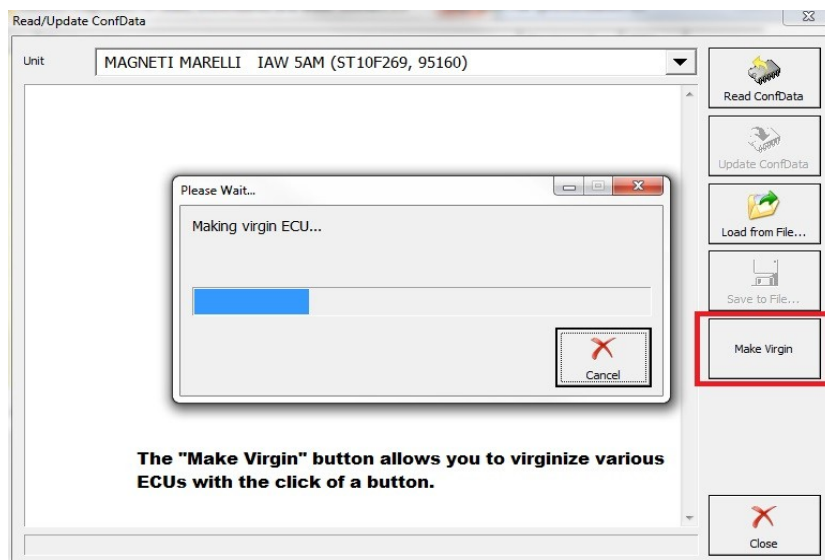 Read/Update ConfData
Unit
MAGNETI MARELLI IAW 5AM (ST10F269, 95160)
Read ConfData
Update ConfData
Please Wait...
Making virgin ECU...
Load from File...
Save to File...
Make Virgin
Cancel
The "Make Virgin" button allows you to virginize various
ECUs with the click of a button.
Close